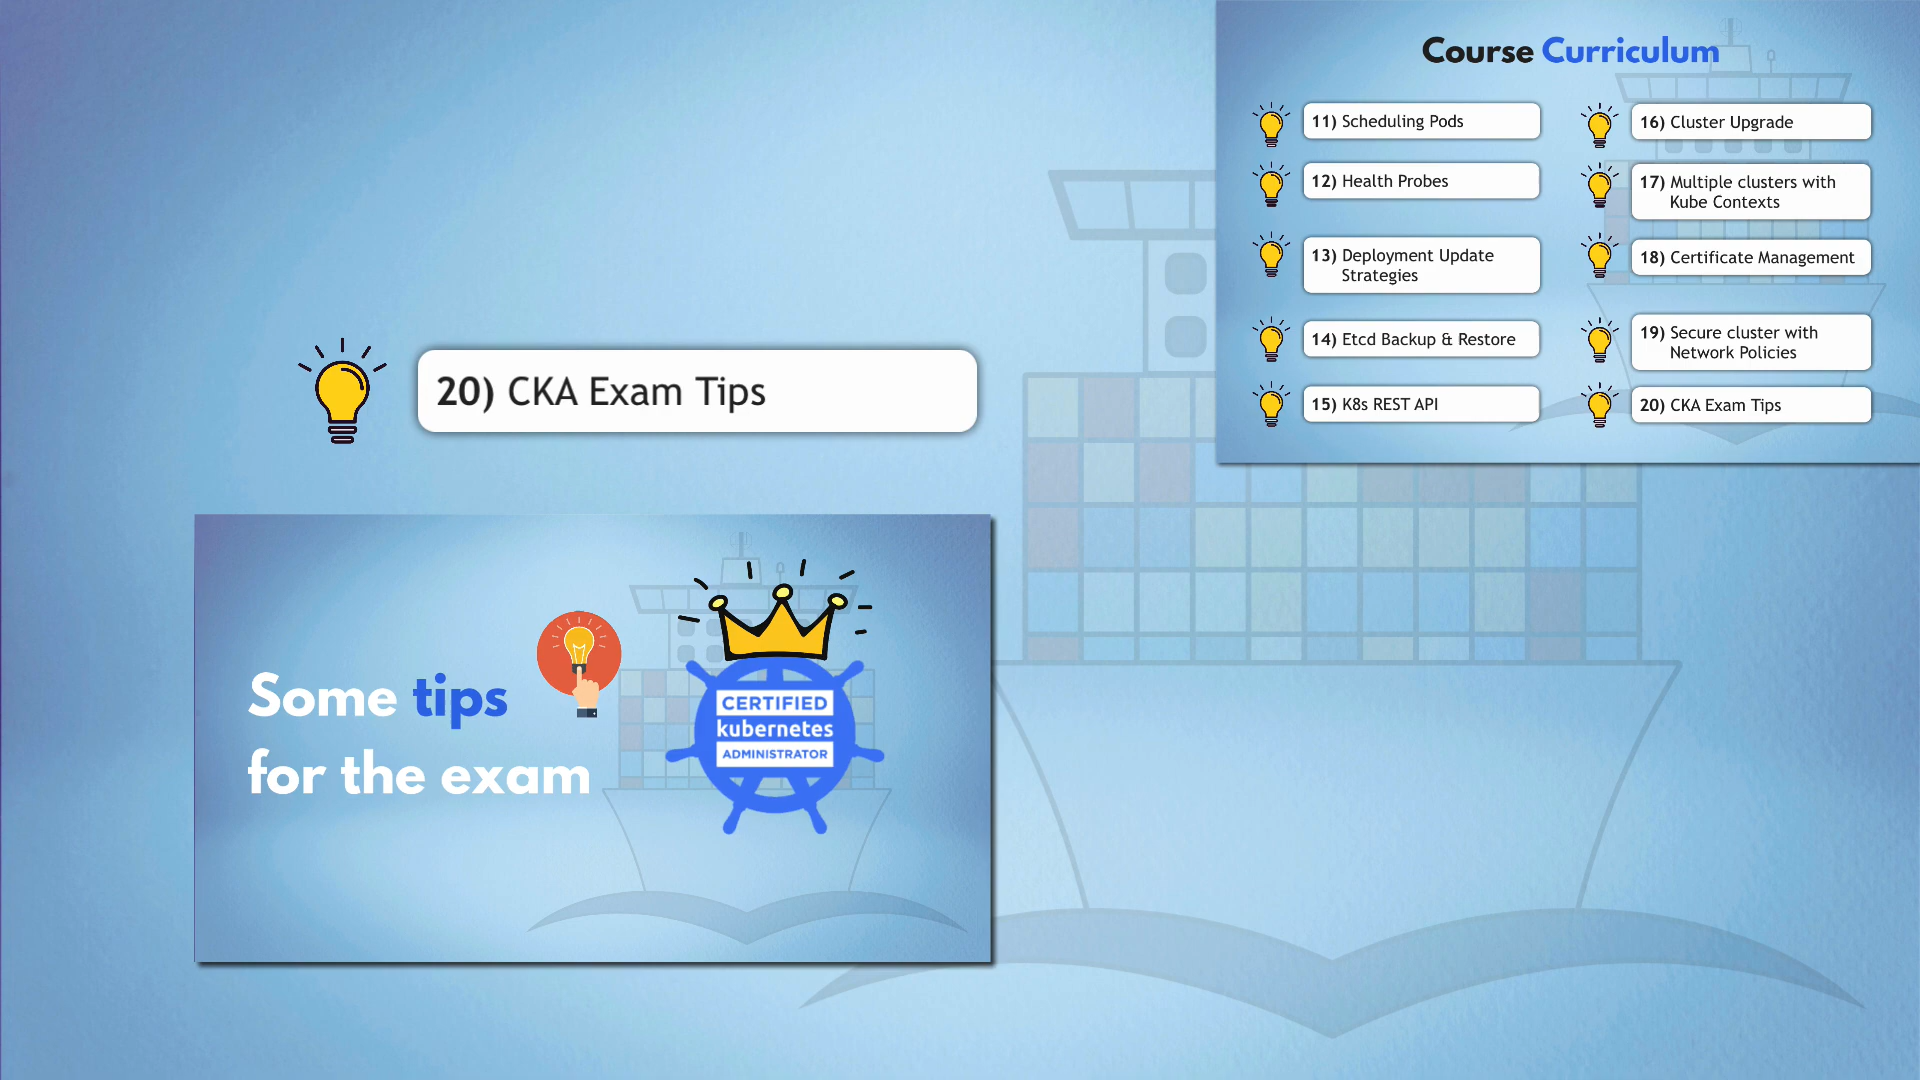 Course Curriculum
11) Scheduling Pods
12) Health Probes
13) Deployment Update
Strategies
14) Etcd Backup & Restore
15) K8s REST API
16) Cluster Upgrade
17) Multiple clusters with
Kube Contexts
18) Certificate Management
19) Secure cluster with
Network Policies
20) CKA Exam Tips
20) CKA Exam Tips
Some tips
for the exam
CERTIFIED
kubernetes
ADMINISTRATOR